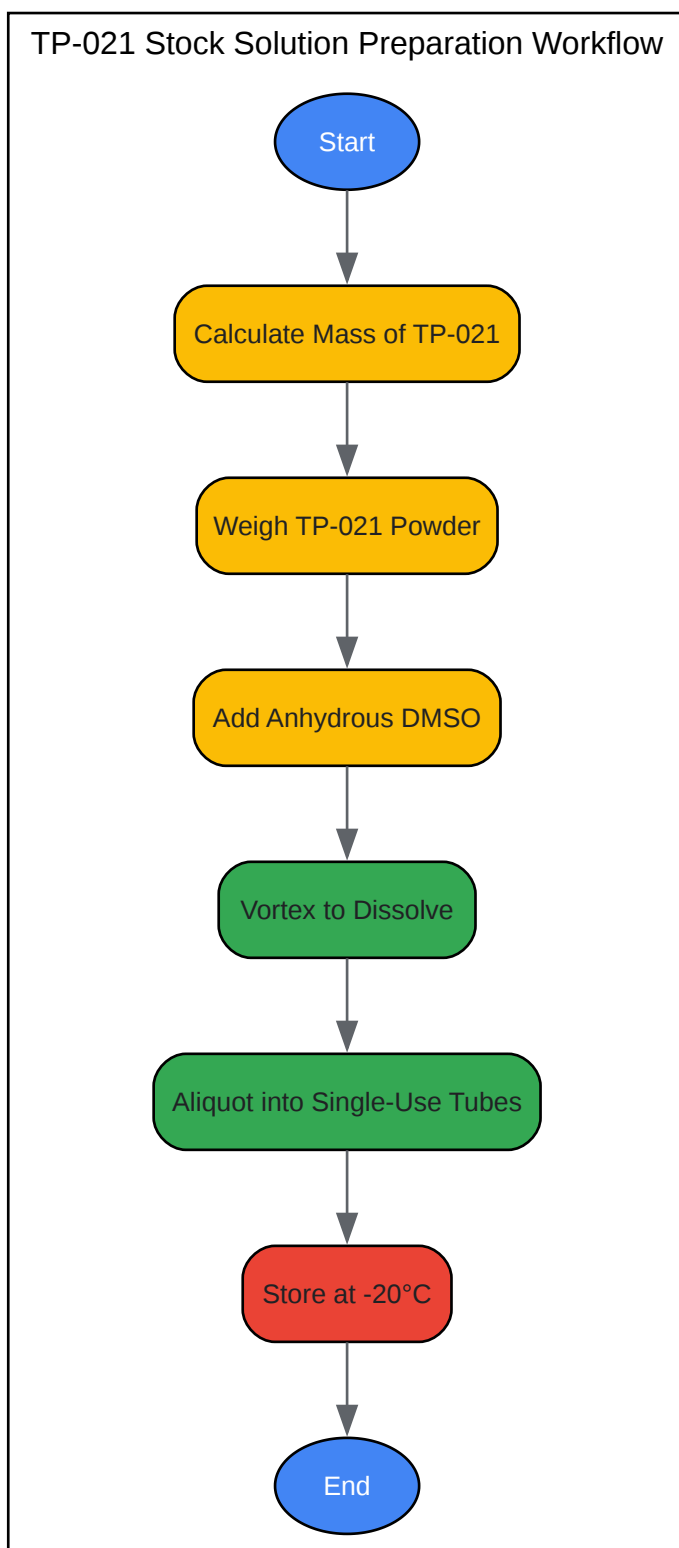 TP-021 Stock Solution Preparation Workflow
Start
Calculate Mass of TP-021
Weigh TP-021 Powder
Add Anhydrous DMSO
Vortex to Dissolve
Aliquot into Single-Use Tubes
Store at -20°C
End